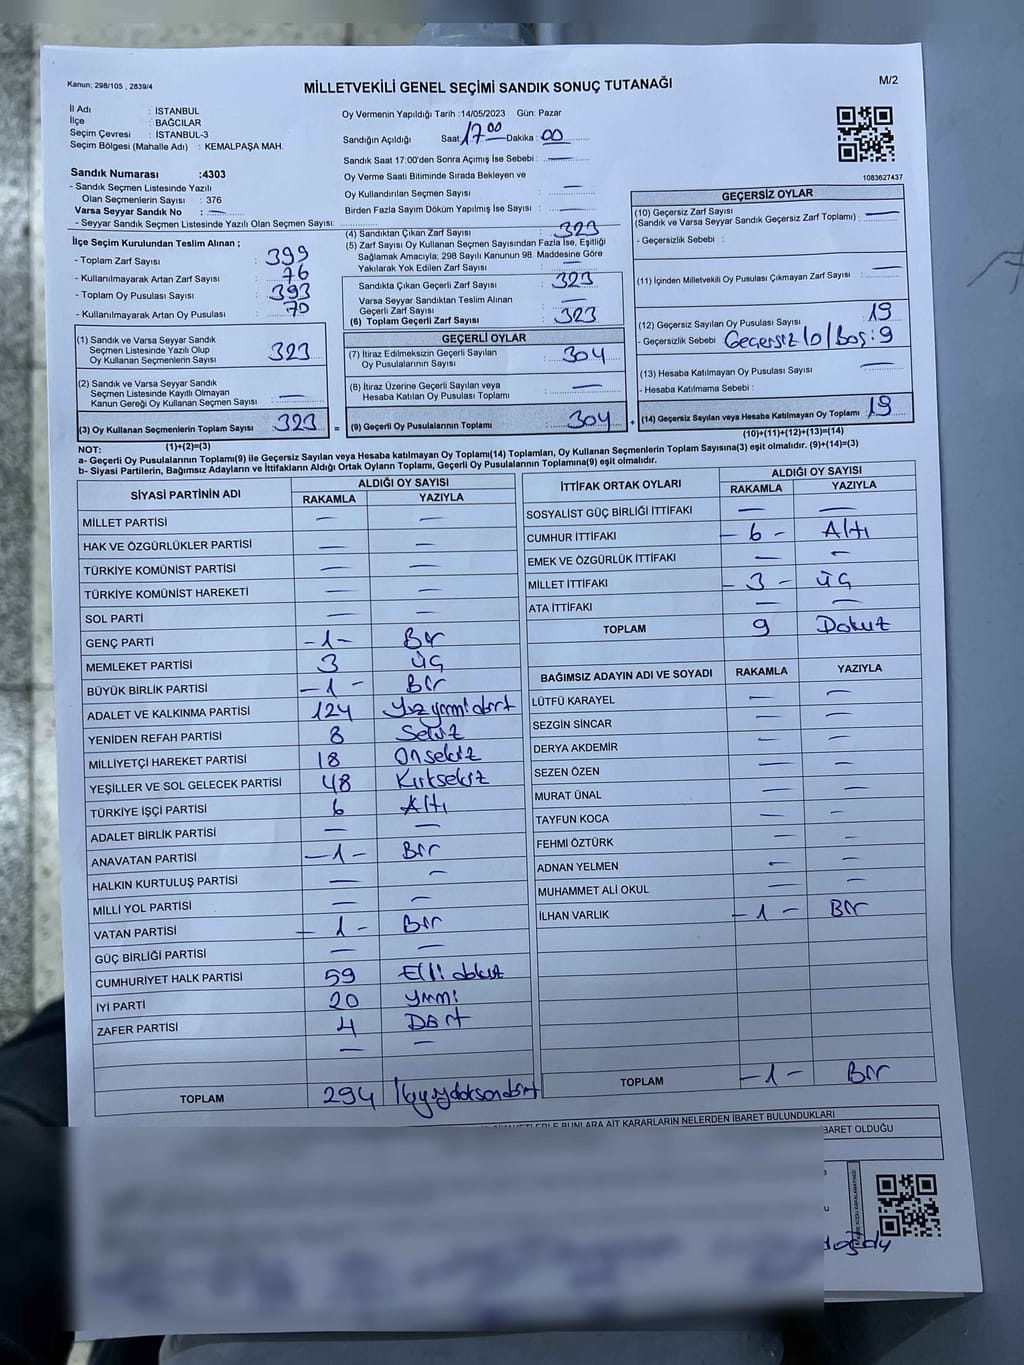 Kanun: 298/105 , 2839/4
MİLLETVEKİLİ GENEL SEÇİMİ SANDIK SONUÇ TUTANAĞI
M/2
İl Adı : İSTANBUL
İlçe : BAĞCILAR
Seçim Çevresi : İSTANBUL-3
Seçim Bölgesi (Mahalle Adı) : KEMALPAŞA MAH.
Oy Vermenin Yapıldığı Tarih :14/05/2023 Gün: Pazar
Sandığın Açıldığı Saat: 17 00 Dakika : 00
Sandık Saat 17:00'den Sonra Açımış İse Sebebi : —
Oy Verme Saati Bitiminde Sırada Bekleyen ve
Oy Kullandırılan Seçmen Sayısı : —
Birden Fazla Sayım Döküm Yapılmış İse Sayısı : —
1083627437
Sandık Numarası :4303
- Sandık Seçmen Listesinde Yazılı
Olan Seçmenlerin Sayısı : 376
Varsa Seyyar Sandık No : —
- Seyyar Sandık Seçmen Listesinde Yazılı Olan Seçmen Sayısı:
İlçe Seçim Kurulundan Teslim Alınan ;
- Toplam Zarf Sayısı : 399
- Kullanılmayarak Artan Zarf Sayısı : 76
- Toplam Oy Pusulası Sayısı : 393
- Kullanılmayarak Artan Oy Pusulası : 70
(1) Sandık ve Varsa Seyyar Sandık
Seçmen Listesinde Yazılı Olup
Oy Kullanan Seçmenlerin Sayısı : 323
(2) Sandık ve Varsa Seyyar Sandık
Seçmen Listesinde Kayıtlı Olmayan
Kanun Gereği Oy Kullanan Seçmen Sayısı : —
(3) Oy Kullanan Seçmenlerin Toplam Sayısı : 323 =
(1)+(2)=(3)
(4) Sandıktan Çıkan Zarf Sayısı : 323
(5) Zarf Sayısı Oy Kullanan Seçmen Sayısından Fazla İse, Eşitliği
Sağlamak Amacıyla; 298 Sayılı Kanunun 98. Maddesine Göre
Yakılarak Yok Edilen Zarf Sayısı : —
Sandıkta Çıkan Geçerli Zarf Sayısı : 323
Varsa Seyyar Sandıktan Teslim Alınan
Geçerli Zarf Sayısı : —
(6) Toplam Geçerli Zarf Sayısı : 323
GEÇERLİ OYLAR
(7) İtiraz Edilmeksizin Geçerli Sayılan
Oy Pusulalarının Sayısı : 304
(8) İtiraz Üzerine Geçerli Sayılan veya
Hesaba Katılan Oy Pusulası Toplamı : —
(9) Geçerli Oy Pusulalarının Toplamı : 304 +
GEÇERSİZ OYLAR
(10) Geçersiz Zarf Sayısı
(Sandık ve Varsa Seyyar Sandık Geçersiz Zarf Toplamı) : —
- Geçersizlik Sebebi :
(11) İçinden Milletvekili Oy Pusulası Çıkmayan Zarf Sayısı : —
(12) Geçersiz Sayılan Oy Pusulası Sayısı : 19
- Geçersizlik Sebebi : Geçersiz 10 / Boş: 9
(13) Hesaba Katılmayan Oy Pusulası Sayısı : —
- Hesaba Katılmama Sebebi :
(14) Geçersiz Sayılan veya Hesaba Katılmayan Oy Toplamı : 19
(10)+(11)+(12)+(13)=(14)
NOT:
a- Geçerli Oy Pusulalarının Toplamı(9) ile Geçersiz Sayılan veya Hesaba katılmayan Oy Toplamı(14) Toplamları, Oy Kullanan Seçmenlerin Toplam Sayısına(3) eşit olmalıdır. (9)+(14)=(3)
b- Siyasi Partilerin, Bağımsız Adayların ve İttifakların Aldığı Ortak Oyların Toplamı, Geçerli Oy Pusulalarının Toplamına(9) eşit olmalıdır.
SİYASİ PARTİNİN ADI
ALDIĞI OY SAYISI
RAKAMLA YAZIYLA
MİLLET PARTİSİ — —
HAK VE ÖZGÜRLÜKLER PARTİSİ — —
TÜRKİYE KOMÜNİST PARTİSİ — —
TÜRKİYE KOMÜNİST HAREKETİ — —
SOL PARTİ — —
GENÇ PARTİ -1- Bir
MEMLEKET PARTİSİ 3 üç
BÜYÜK BİRLİK PARTİSİ -1- Bir
ADALET VE KALKINMA PARTİSİ 124 Yüzyirmidört
YENİDEN REFAH PARTİSİ 8 Sekiz
MİLLİYETÇİ HAREKET PARTİSİ 18 Onsekiz
YEŞİLLER VE SOL GELECEK PARTİSİ 48 Kırksekiz
TÜRKİYE İŞÇİ PARTİSİ 6 Altı
ADALET BİRLİK PARTİSİ — —
ANAVATAN PARTİSİ -1- Bir
HALKIN KURTULUŞ PARTİSİ — —
MİLLİ YOL PARTİSİ — —
VATAN PARTİSİ -1- Bir
GÜÇ BİRLİĞİ PARTİSİ — —
CUMHURİYET HALK PARTİSİ 59 Elli dokuz
İYİ PARTİ 20 yirmi
ZAFER PARTİSİ 4 Dört
— —
TOPLAM 294 İkiyüzdoksandört
İTTİFAK ORTAK OYLARI
ALDIĞI OY SAYISI
RAKAMLA YAZIYLA
SOSYALİST GÜÇ BİRLİĞİ İTTİFAKI — —
CUMHUR İTTİFAKI -6- Altı
EMEK VE ÖZGÜRLÜK İTTİFAKI — —
MİLLET İTTİFAKI -3- üç
ATA İTTİFAKI — —
TOPLAM 9 Dokuz
BAĞIMSIZ ADAYIN ADI VE SOYADI RAKAMLA YAZIYLA
LÜTFÜ KARAYEL — —
SEZGİN SİNCAR — —
DERYA AKDEMİR — —
SEZEN ÖZEN — —
MURAT ÜNAL — —
TAYFUN KOCA — —
FEHMİ ÖZTÜRK — —
ADNAN YELMEN — —
MUHAMMET ALİ OKUL — —
İLHAN VARLIK -1- Bir
TOPLAM -1- Bir
BUNLARA AİT KARARLARIN NELERDEN İBARET BULUNDUKLARI
İBARET OLDUĞU